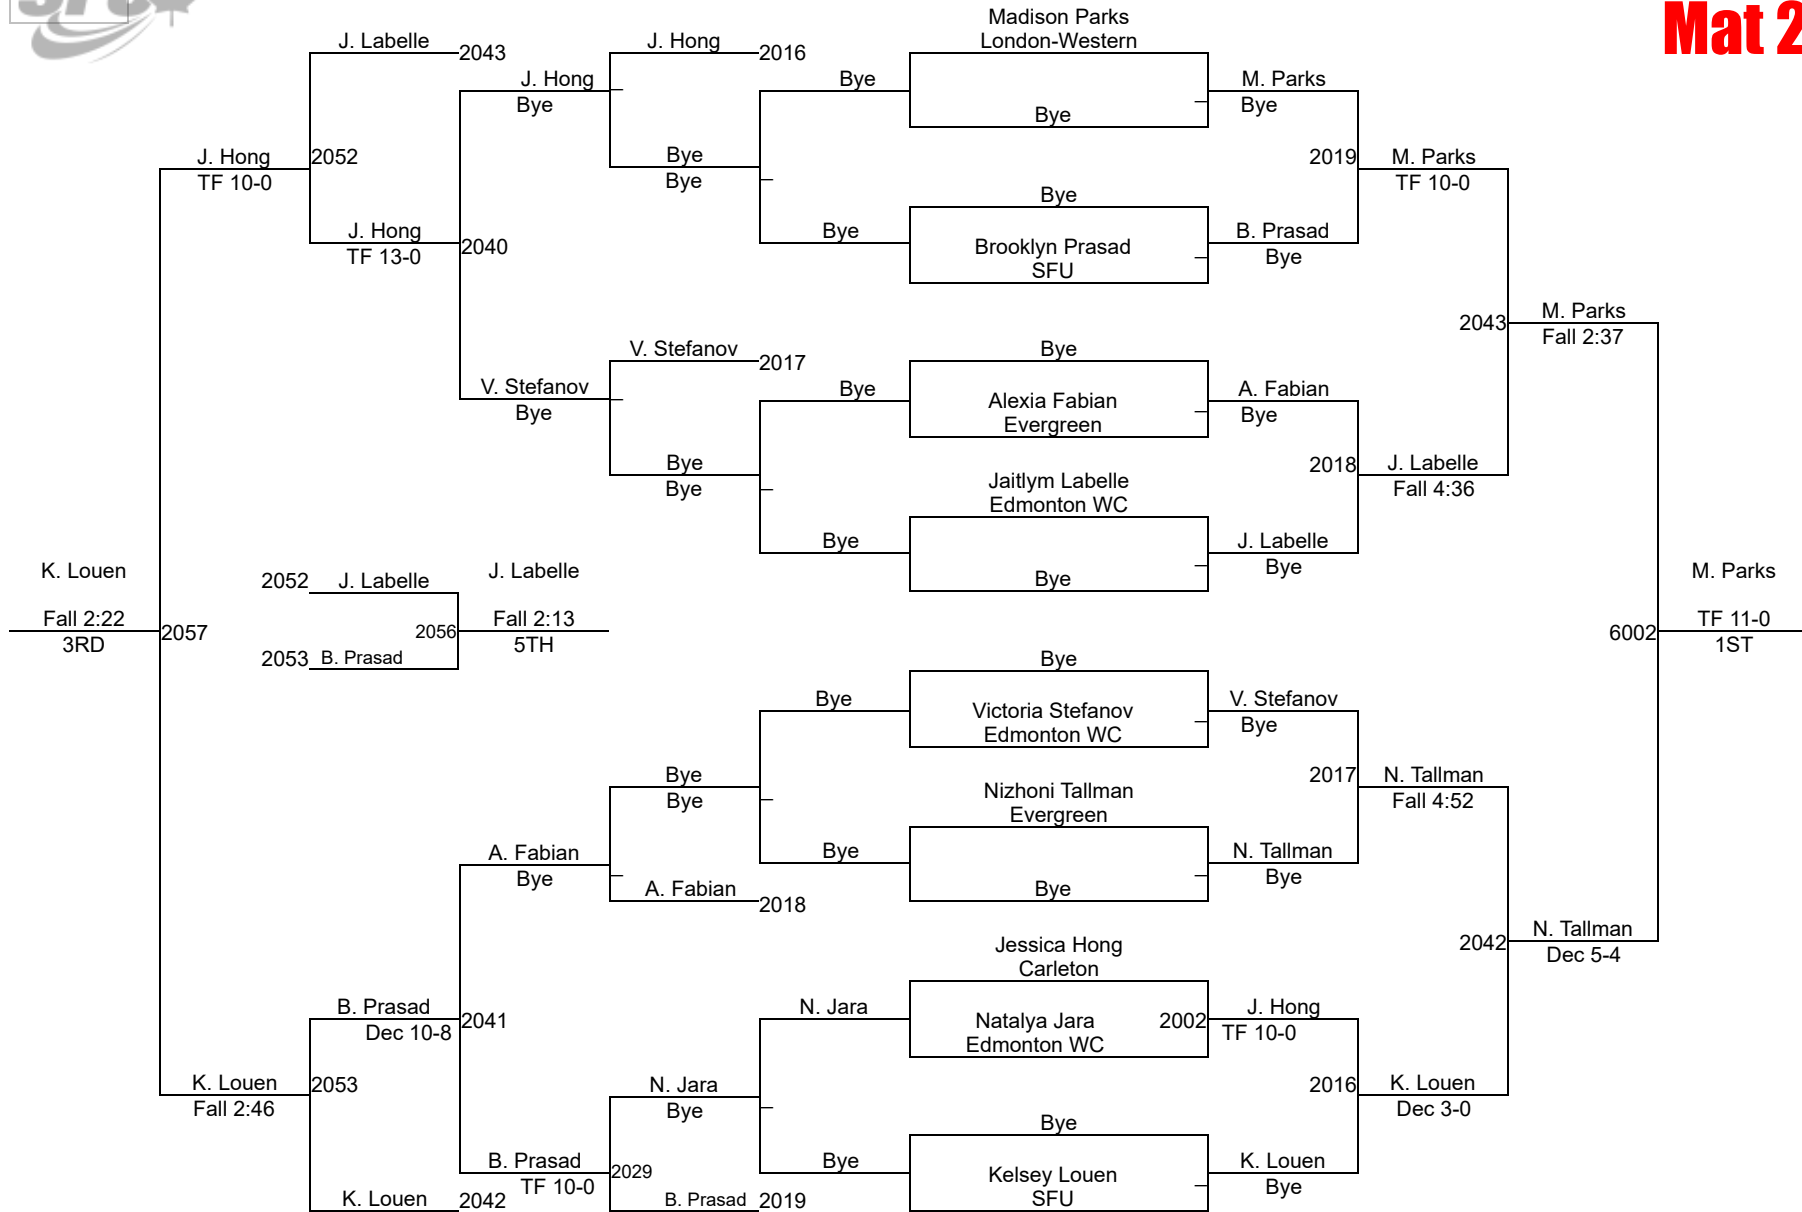 Mat 2
Madison Parks
London-Western
J. Labelle
2043
J. Hong
2016
J. Hong
Bye
Bye
Bye
M. Parks
Bye
J. Hong
TF 10-0
2052
Bye
Bye
2019
M. Parks
TF 10-0
J. Hong
TF 13-0
2040
Bye
Bye
Brooklyn Prasad
SFU
B. Prasad
Bye
2043
M. Parks
Fall 2:37
V. Stefanov
2017
Bye
V. Stefanov
Bye
Bye
Alexia Fabian
Evergreen
A. Fabian
Bye
Bye
Bye
Jaitlym Labelle
Edmonton WC
2018
J. Labelle
Fall 4:36
Bye
Bye
J. Labelle
Bye
K. Louen
Fall 2:22
3RD
2057
2052
J. Labelle
2053
B. Prasad
2056
J. Labelle
Fall 2:13
5TH
6002
M. Parks
TF 11-0
1ST
Bye
Bye
Victoria Stefanov
Edmonton WC
V. Stefanov
Bye
Bye
Bye
Nizhoni Tallman
Evergreen
2017
N. Tallman
Fall 4:52
A. Fabian
Bye
Bye
Bye
N. Tallman
Bye
A. Fabian
2018
2042
N. Tallman
Dec 5-4
Jessica Hong
Carleton
B. Prasad
Dec 10-8
2041
N. Jara
Natalya Jara
Edmonton WC
2002
J. Hong
TF 10-0
K. Louen
Fall 2:46
2053
N. Jara
Bye
2016
K. Louen
Dec 3-0
Bye
B. Prasad
TF 10-0
2029
Bye
Kelsey Louen
SFU
K. Louen
Bye
K. Louen
2042
B. Prasad
2019